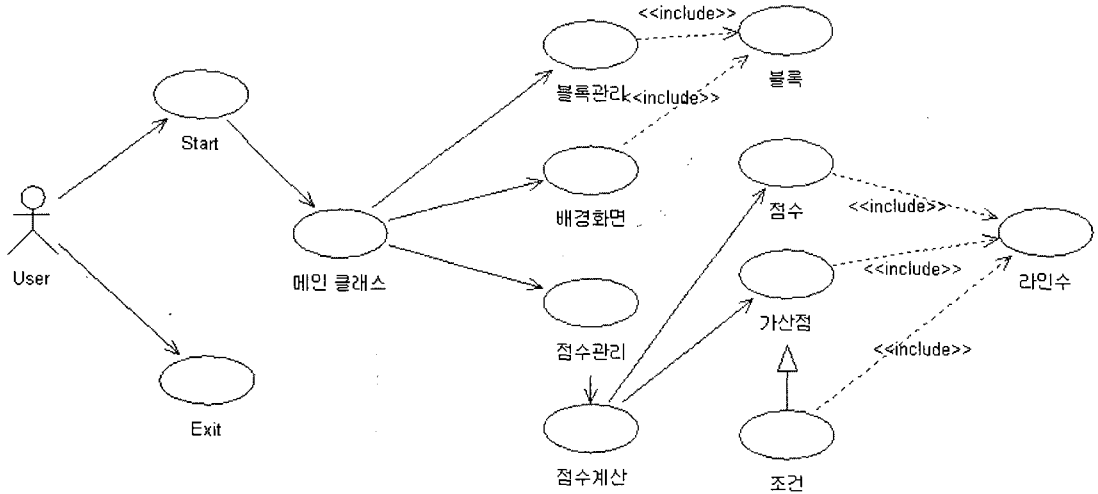 <<include>>
블록관리
<<include>>
블록
Start
배경화면
점수
<<include>>
User
메인 클래스
<<include>>
라인수
가산점
점수관리
<<include>>
Exit
점수계산
조건